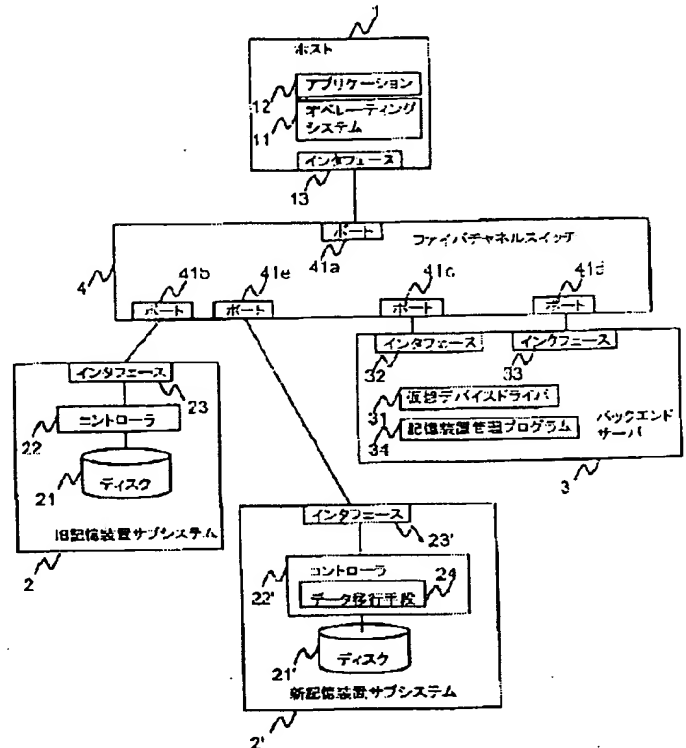 1
ホスト
アプリケーション
12
オペレーティング
システム
11
インタフェース
13
ポート
41a
ファイバチャネルスイッチ
4
41b
41e
41c
41d
ポート
ポート
ポート
ポート
インタフェース
32
インタフェース
33
仮想デバイスドライバ
31
記憶装置管理プログラム
34
バックエンド
サーバ
3
インタフェース
23
コントローラ
22
ディスク
21
旧記憶装置サブシステム
2
インタフェース
23'
コントローラ
24
22'
データ移行手段
ディスク
21'
新記憶装置サブシステム
2'